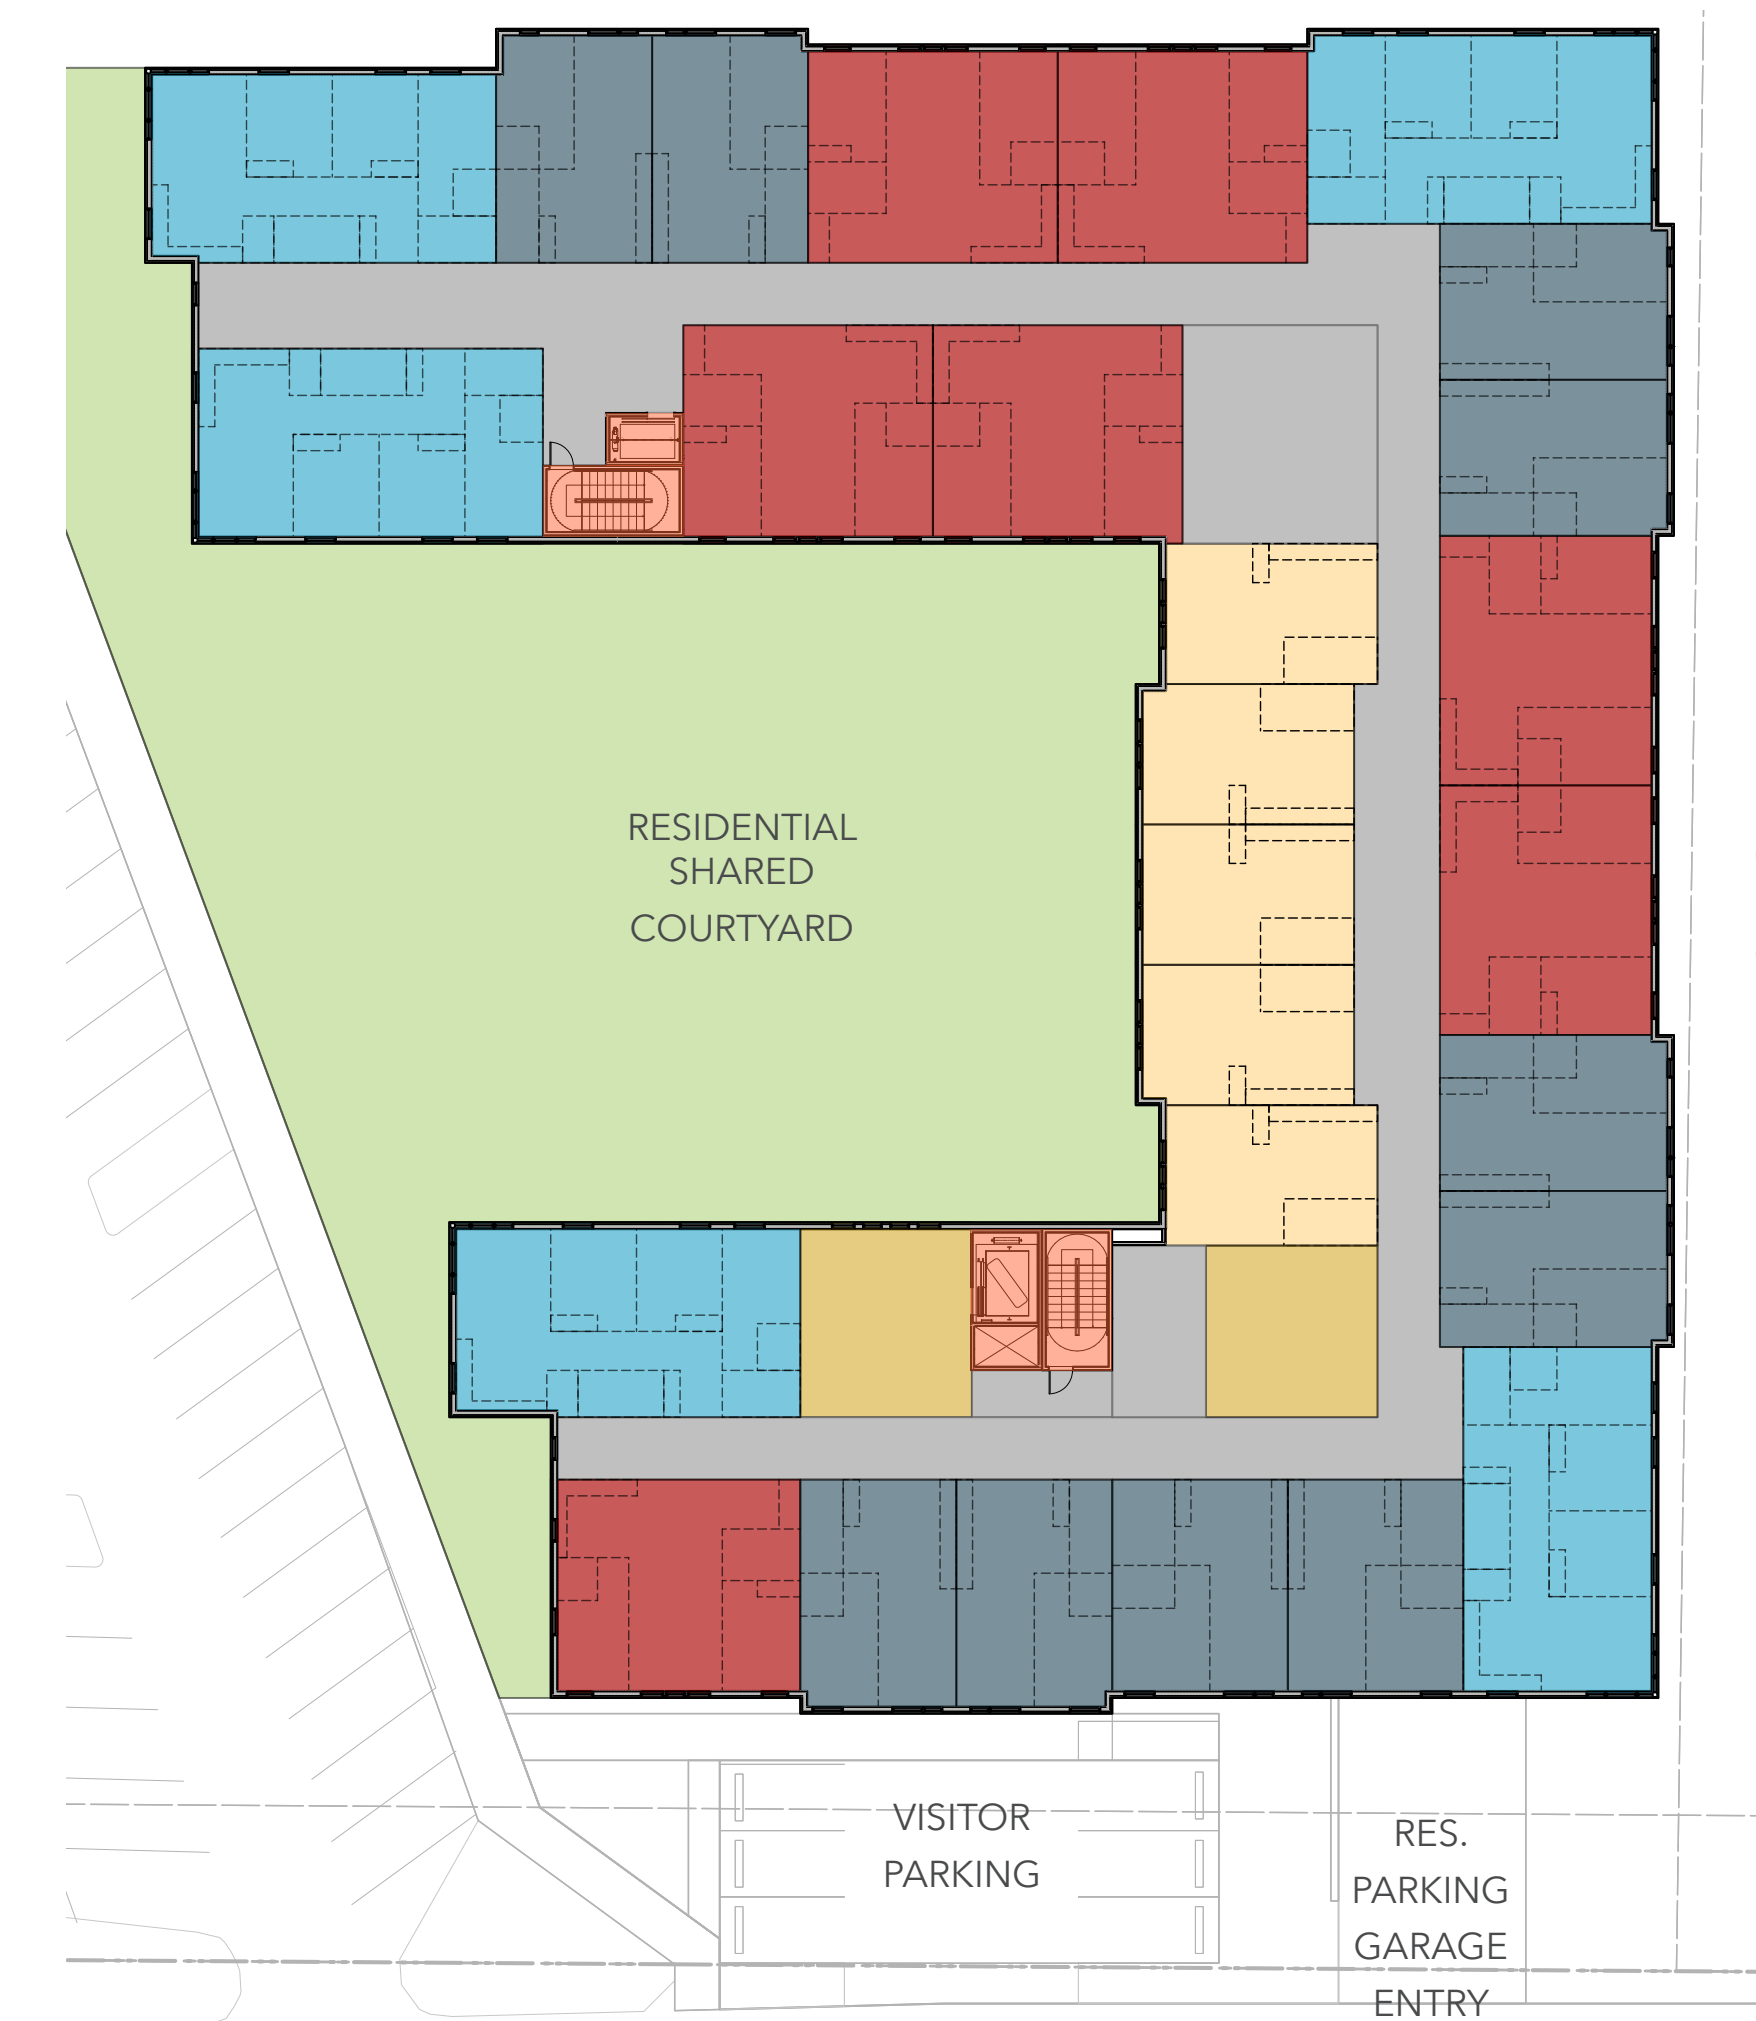 RESIDENTIAL
SHARED
COURTYARD
VISITOR
PARKING
RES.
PARKING
GARAGE
ENTRY